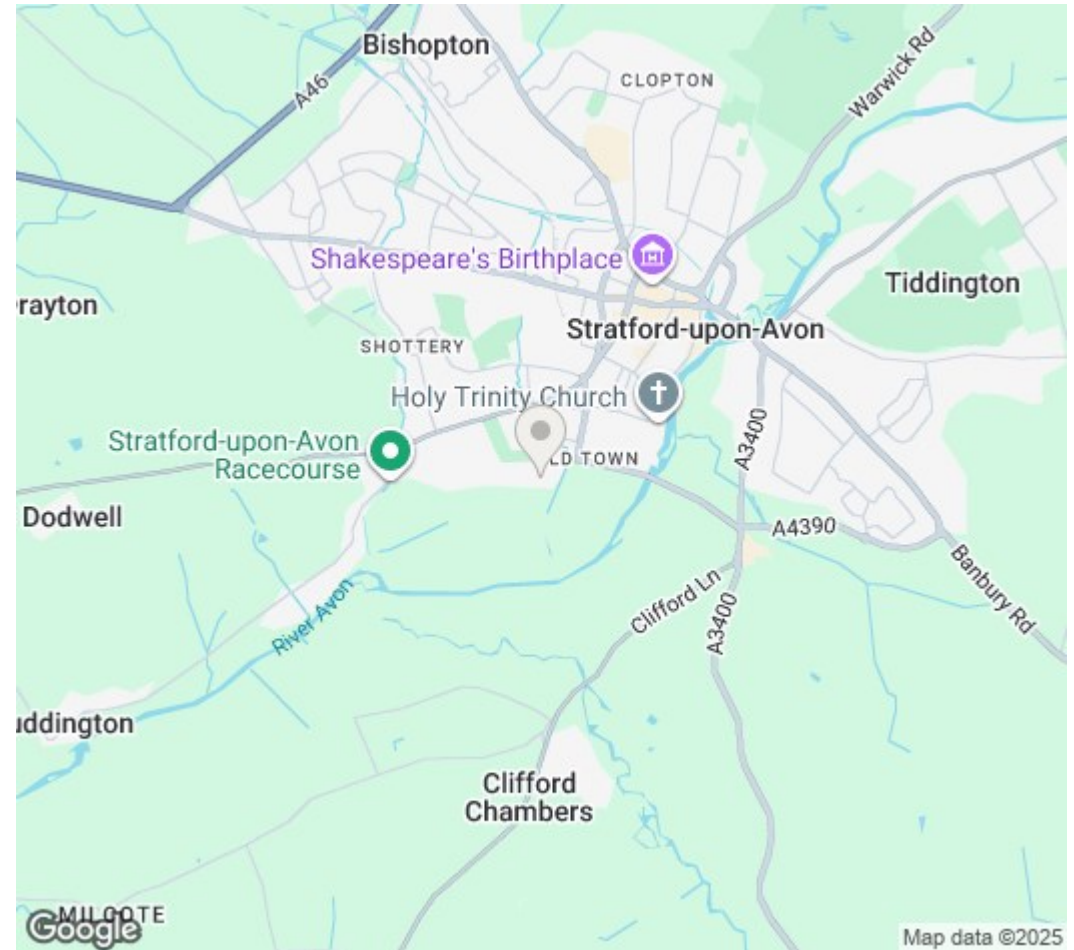 Bishopton
CLOPTON
Warwick Rd
A46
Shakespeare's Birthplace
Tiddington
rayton
Stratford-upon-Avon
SHOTTERY
Holy Trinity Church
A3400
Stratford-upon-Avon
Racecourse
LD TOWN
Dodwell
A4390
Banbury Rd
Clifford Ln
River Avon
A3400
uddington
Clifford
Chambers
MILCOTE
Google
Map data ©2025